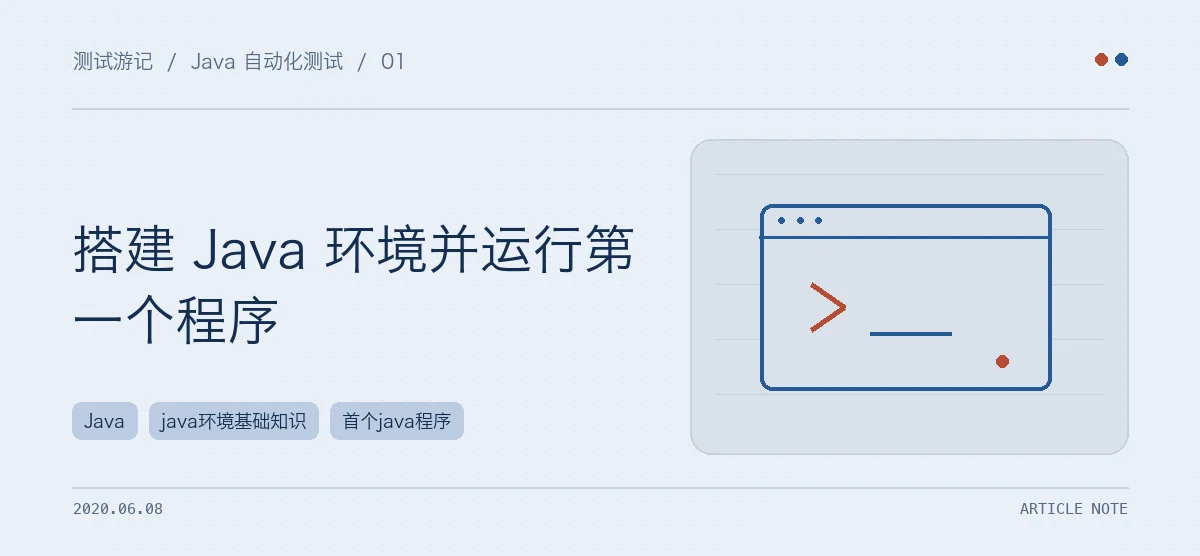 测试游记 / Java 自动化测试 / 01
搭建 Java 环境并运行第
一个程序
Java java环境基础知识 首个java程序
2020.06.08 ARTICLE NOTE